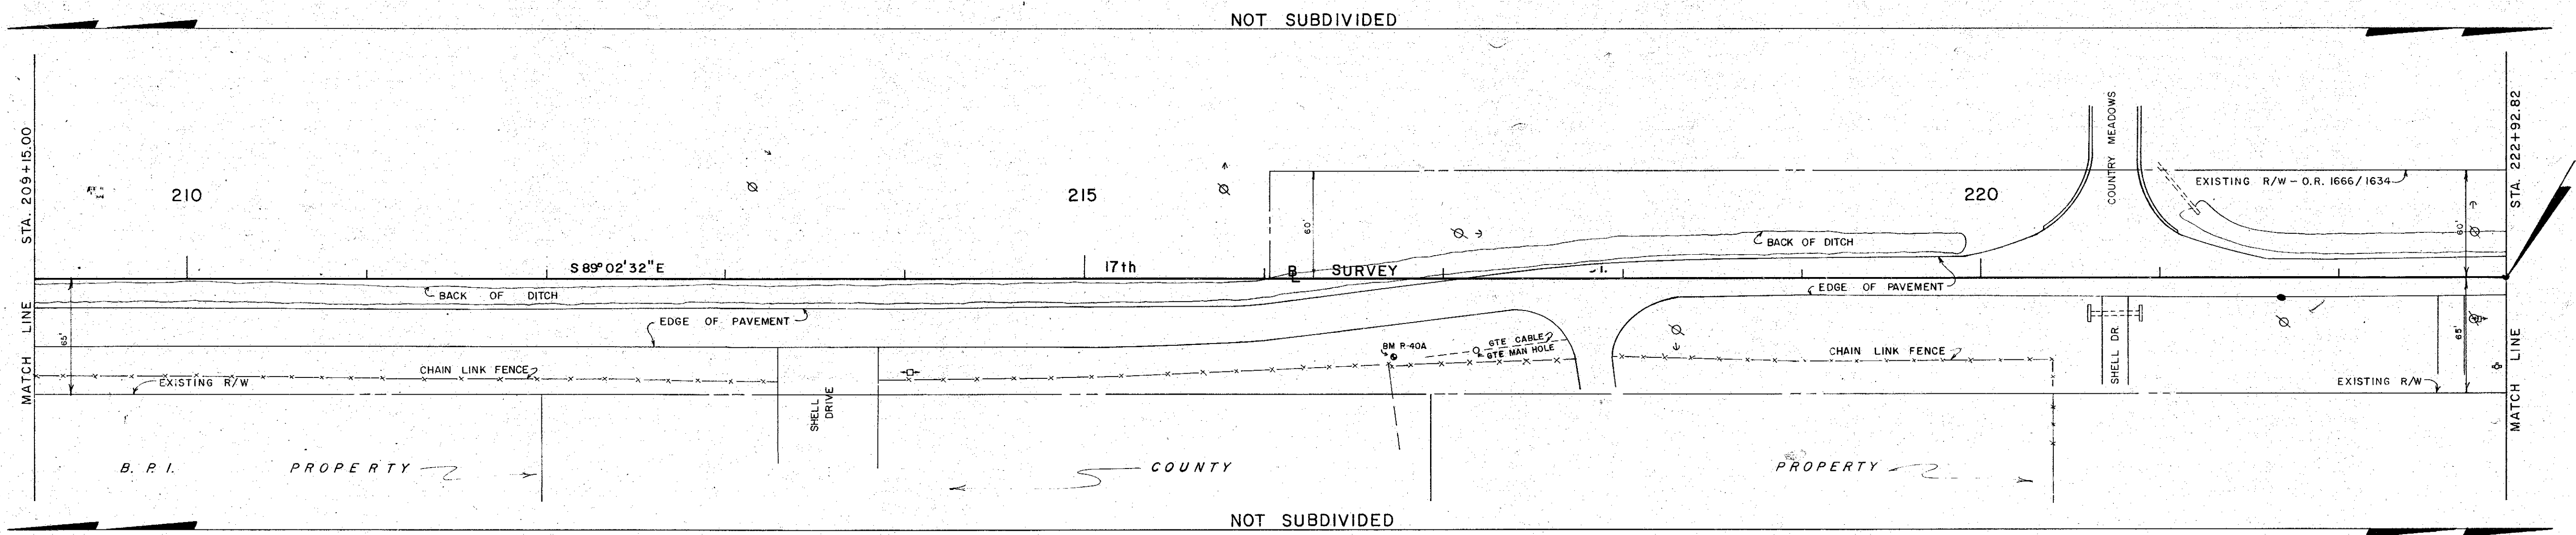 NOT SUBDIVIDED
STA. 209+15.00
MATCH LINE
210
215
220
COUNTRY MEADOWS
STA. 222+92.82
MATCH LINE
EXISTING R/W - O.R. 1666/1634
60'
60'
BACK OF DITCH
S 89° 02' 32" E
17th
B L SURVEY
65'
BACK OF DITCH
EDGE OF PAVEMENT
EDGE OF PAVEMENT
65'
BM R-40A
GTE CABLE
GTE MAN HOLE
CHAIN LINK FENCE
CHAIN LINK FENCE
EXISTING R/W
EXISTING R/W
SHELL DRIVE
SHELL DR.
B. P. I. PROPERTY
COUNTY
PROPERTY
NOT SUBDIVIDED